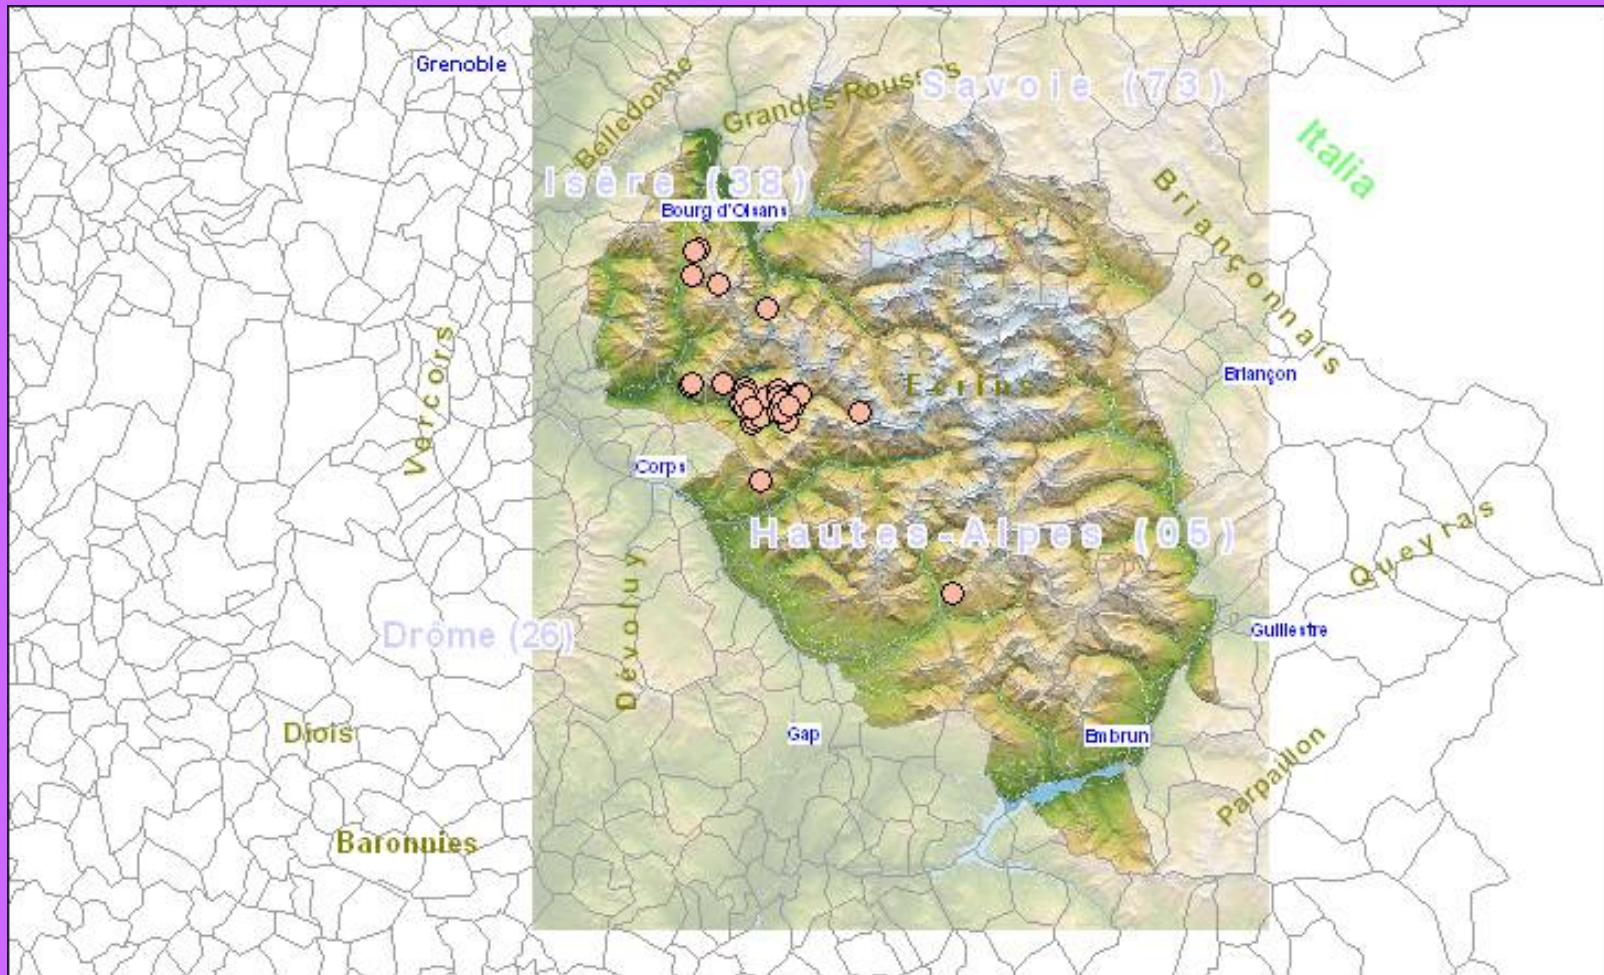 Grenoble
Belledonne
Grandes Rousses
Savoie (73)
Italia
Isère (38)
Bourg d'Oisans
Briançonnais
Vercors
Ecrins
Briançon
Corps
Hautes-Alpes (05)
Queyras
Dévoluy
Drôme (26)
Guillestre
Diois
Gap
Embrun
Parpaillon
Baronnies